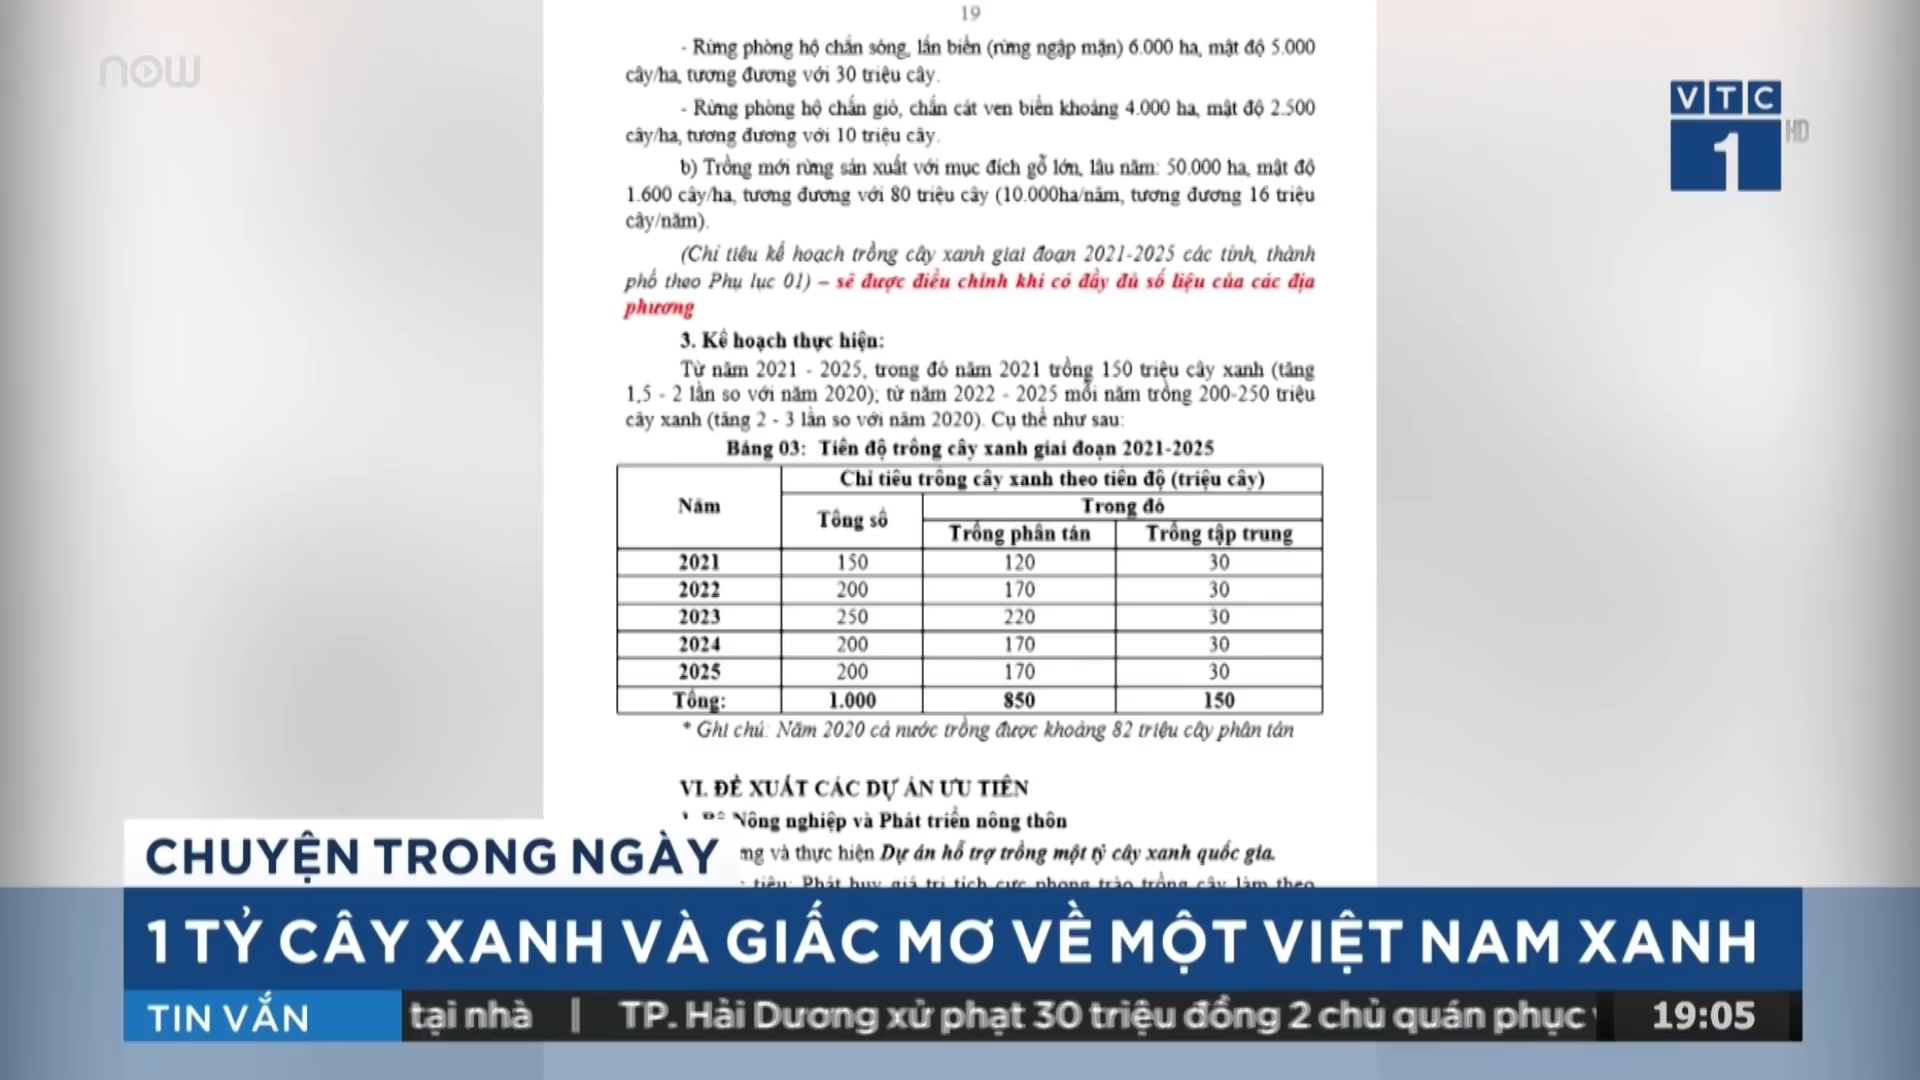 19
now
- Rừng phòng hộ chắn sóng, lấn biển (rừng ngập mặn) 6.000 ha, mật độ 5.000
cây/ha, tương đương với 30 triệu cây.
- Rừng phòng hộ chắn gió, chắn cát ven biển khoảng 4.000 ha, mật độ 2.500
cây/ha, tương đương với 10 triệu cây.
b) Trồng mới rừng sản xuất với mục đích gỗ lớn, lâu năm: 50.000 ha, mật độ
1.600 cây/ha, tương đương với 80 triệu cây (10.000ha/năm, tương đương 16 triệu
cây/năm).
(Chỉ tiêu kế hoạch trồng cây xanh giai đoạn 2021-2025 các tỉnh, thành
phố theo Phụ lục 01) – sẽ được điều chỉnh khi có đầy đủ số liệu của các địa
phương
VTC
1
HD
3. Kế hoạch thực hiện:
Từ năm 2021 - 2025, trong đó năm 2021 trồng 150 triệu cây xanh (tăng
1,5 - 2 lần so với năm 2020); từ năm 2022 - 2025 mỗi năm trồng 200-250 triệu
cây xanh (tăng 2 - 3 lần so với năm 2020). Cụ thể như sau:
Bảng 03: Tiến độ trồng cây xanh giai đoạn 2021-2025
Năm
Chỉ tiêu trồng cây xanh theo tiến độ (triệu cây)
Tổng số
Trong đó
Trồng phân tán Trồng tập trung
2021 150 120 30
2022 200 170 30
2023 250 220 30
2024 200 170 30
2025 200 170 30
Tổng: 1.000 850 150
* Ghi chú: Năm 2020 cả nước trồng được khoảng 82 triệu cây phân tán
VI. ĐỀ XUẤT CÁC DỰ ÁN ƯU TIÊN
Nông nghiệp và Phát triển nông thôn
và thực hiện Dự án hỗ trợ trồng một tỷ cây xanh quốc gia.
tiêu: Phát huy giá trị tích cực phong trào trồng cây làm theo
CHUYỆN TRONG NGÀY
1 TỶ CÂY XANH VÀ GIẤC MƠ VỀ MỘT VIỆT NAM XANH
TIN VẮN tại nhà | TP. Hải Dương xử phạt 30 triệu đồng 2 chủ quán phục 19:05